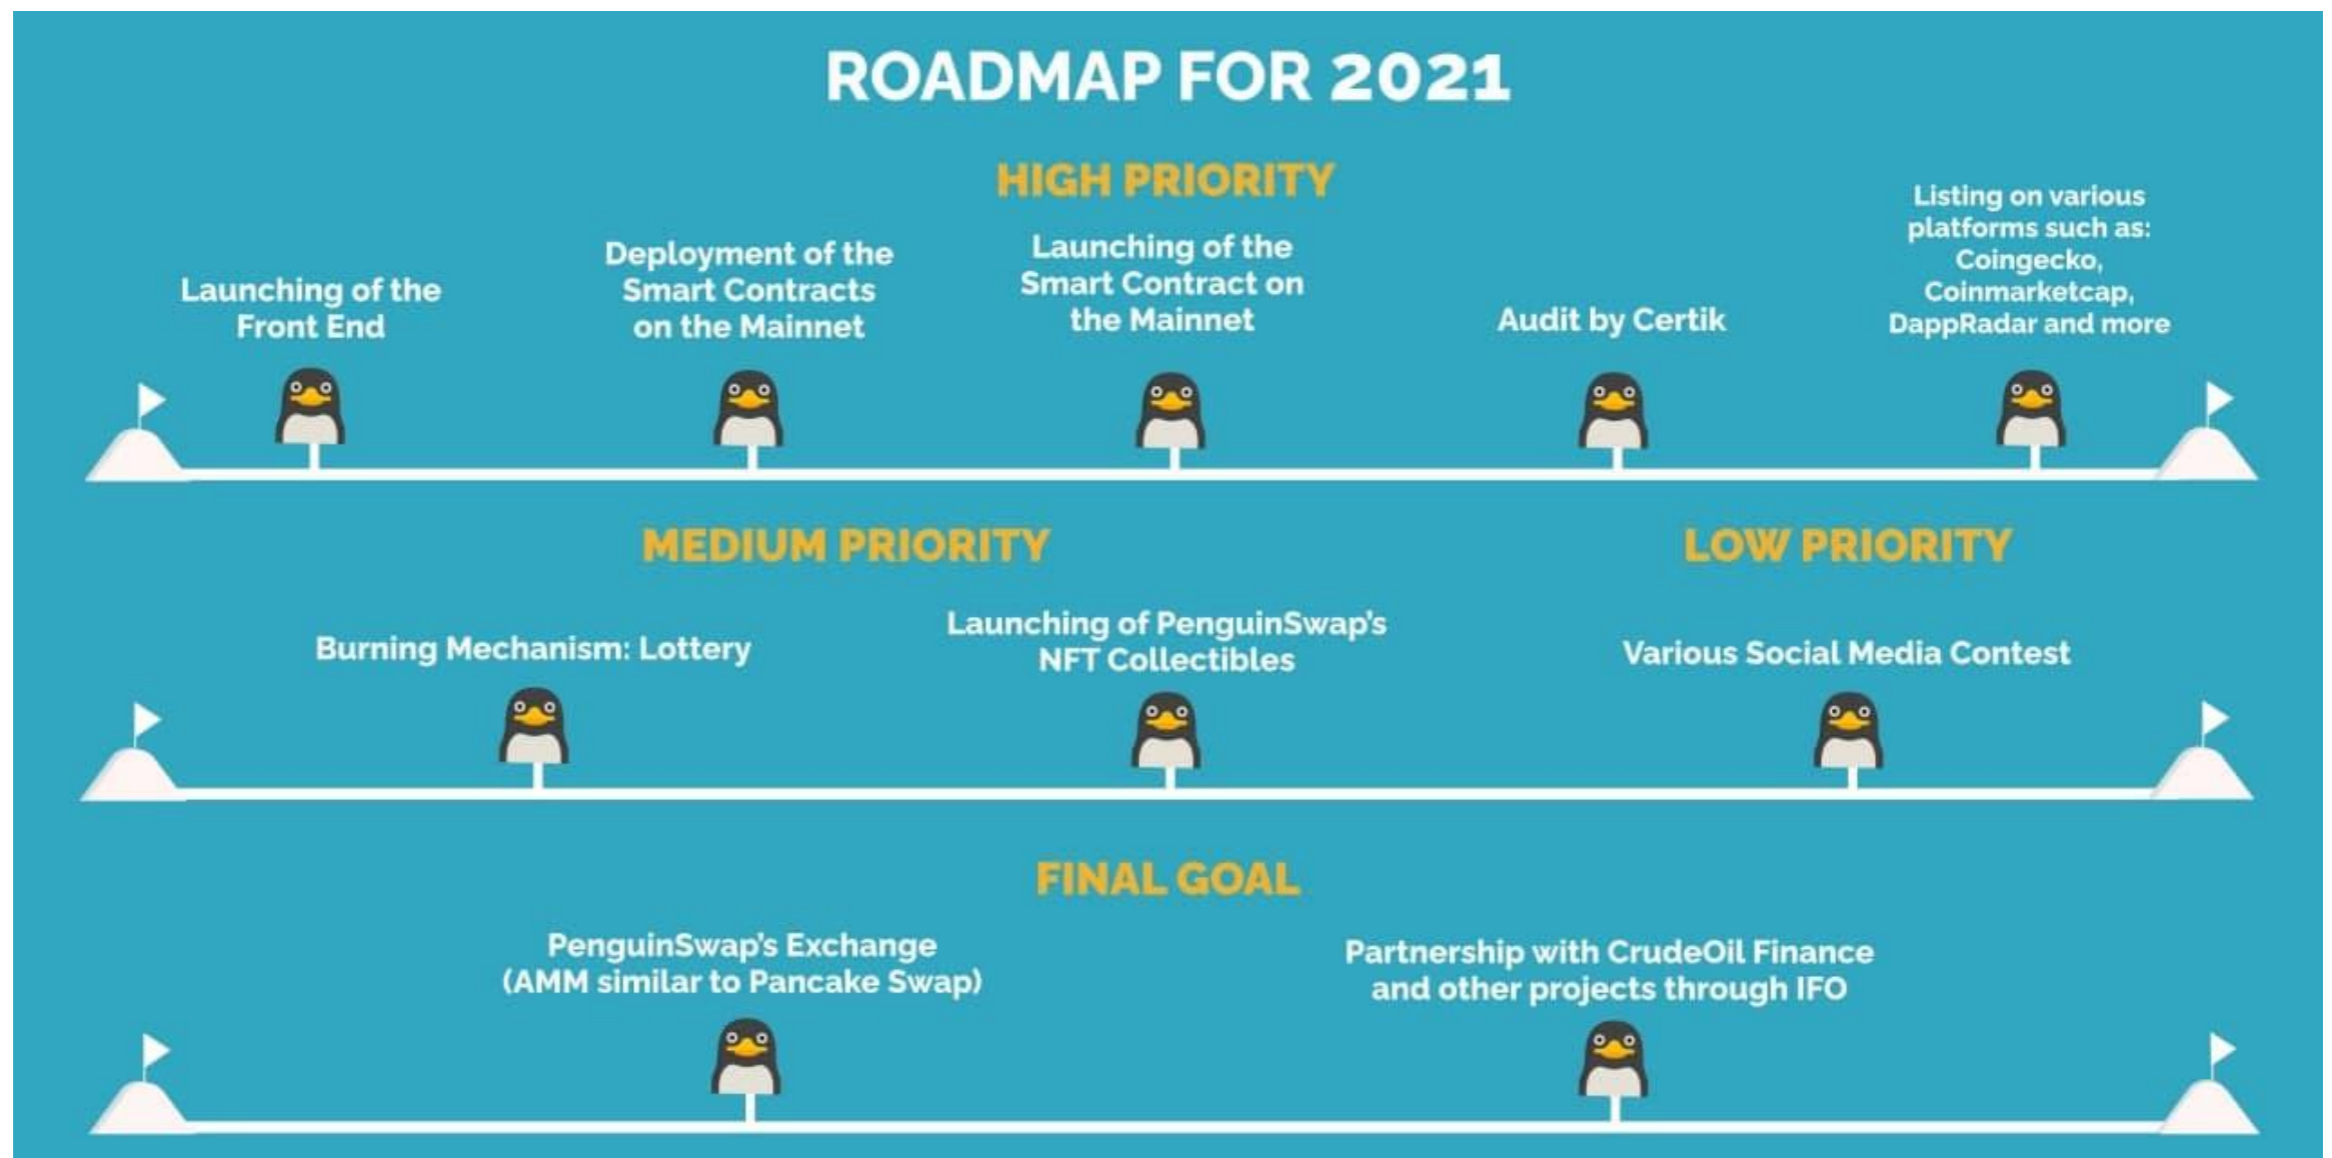 ROADMAP FOR 2021
HIGH PRIORITY
Launching of the
Front End
Deployment of the
Smart Contracts
on the Mainnet
Launching of the
Smart Contract on
the Mainnet
Audit by Certik
Listing on various
platforms such as:
Coingecko,
Coinmarketcap,
DappRadar and more
MEDIUM PRIORITY
Burning Mechanism: Lottery
Launching of PenguinSwap's
NFT Collectibles
LOW PRIORITY
Various Social Media Contest
FINAL GOAL
PenguinSwap's Exchange
(AMM similar to Pancake Swap)
Partnership with CrudeOil Finance
and other projects through IFO